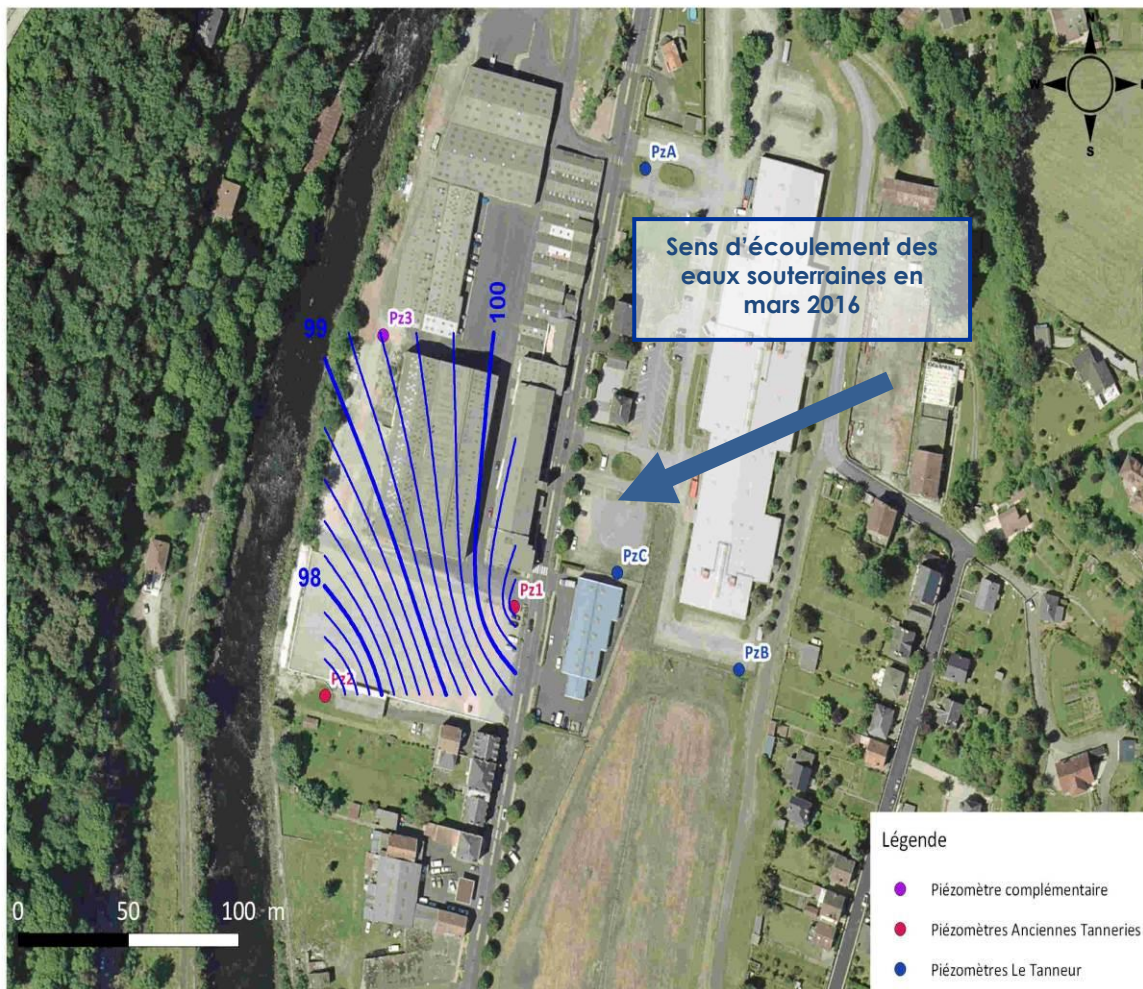 N
W
E
S
PzA
Sens d'écoulement des
eaux souterraines en
mars 2016
Pz3
99
100
98
Pz1
PzC
Pz2
PzB
Légende
Piézomètre complémentaire
Piézomètres Anciennes Tanneries
Piézomètres Le Tanneur
0 50 100 m